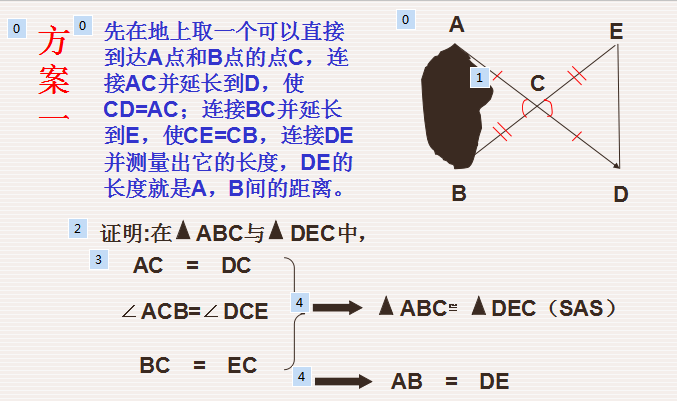 0
0
方案一
先在地上取一个可以直接
到达A点和B点的点C，连
接AC并延长到D，使
CD=AC；连接BC并延长
到E，使CE=CB，连接DE
并测量出它的长度，DE的
长度就是A，B间的距离。
0
A
E
1
C
B
D
2
证明:在▲ABC与▲DEC中，
3
AC = DC
∠ACB=∠DCE
4
▲ABC≌▲DEC（SAS）
BC = EC
4
AB = DE